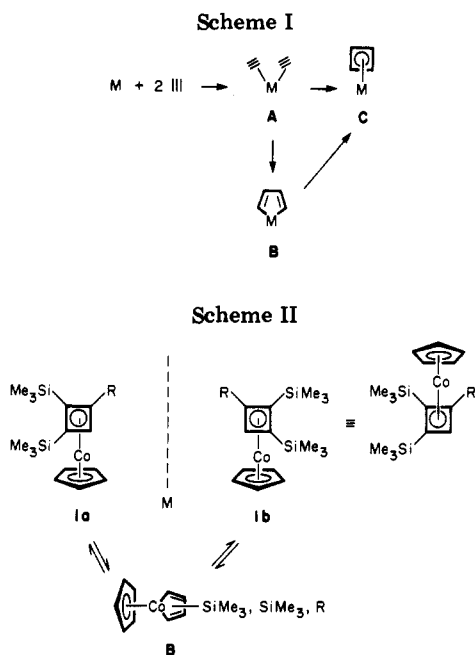 Scheme I
M + 2 ||| → M → M
A C
M
B
Scheme II
Me3Si R R SiMe3 Co
Me3Si SiMe3 ≡ Me3Si R
Co Co Me3Si
1a M 1b
Co SiMe3, SiMe3, R
B